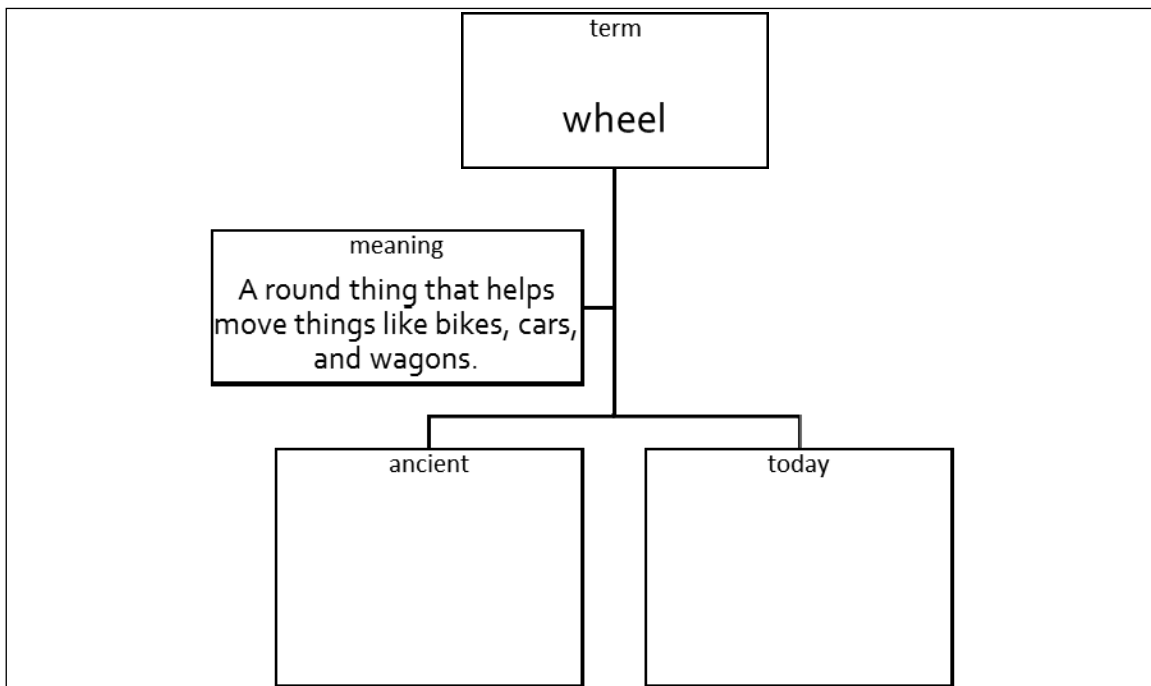 term
wheel
meaning
A round thing that helps
move things like bikes, cars,
and wagons.
ancient
today